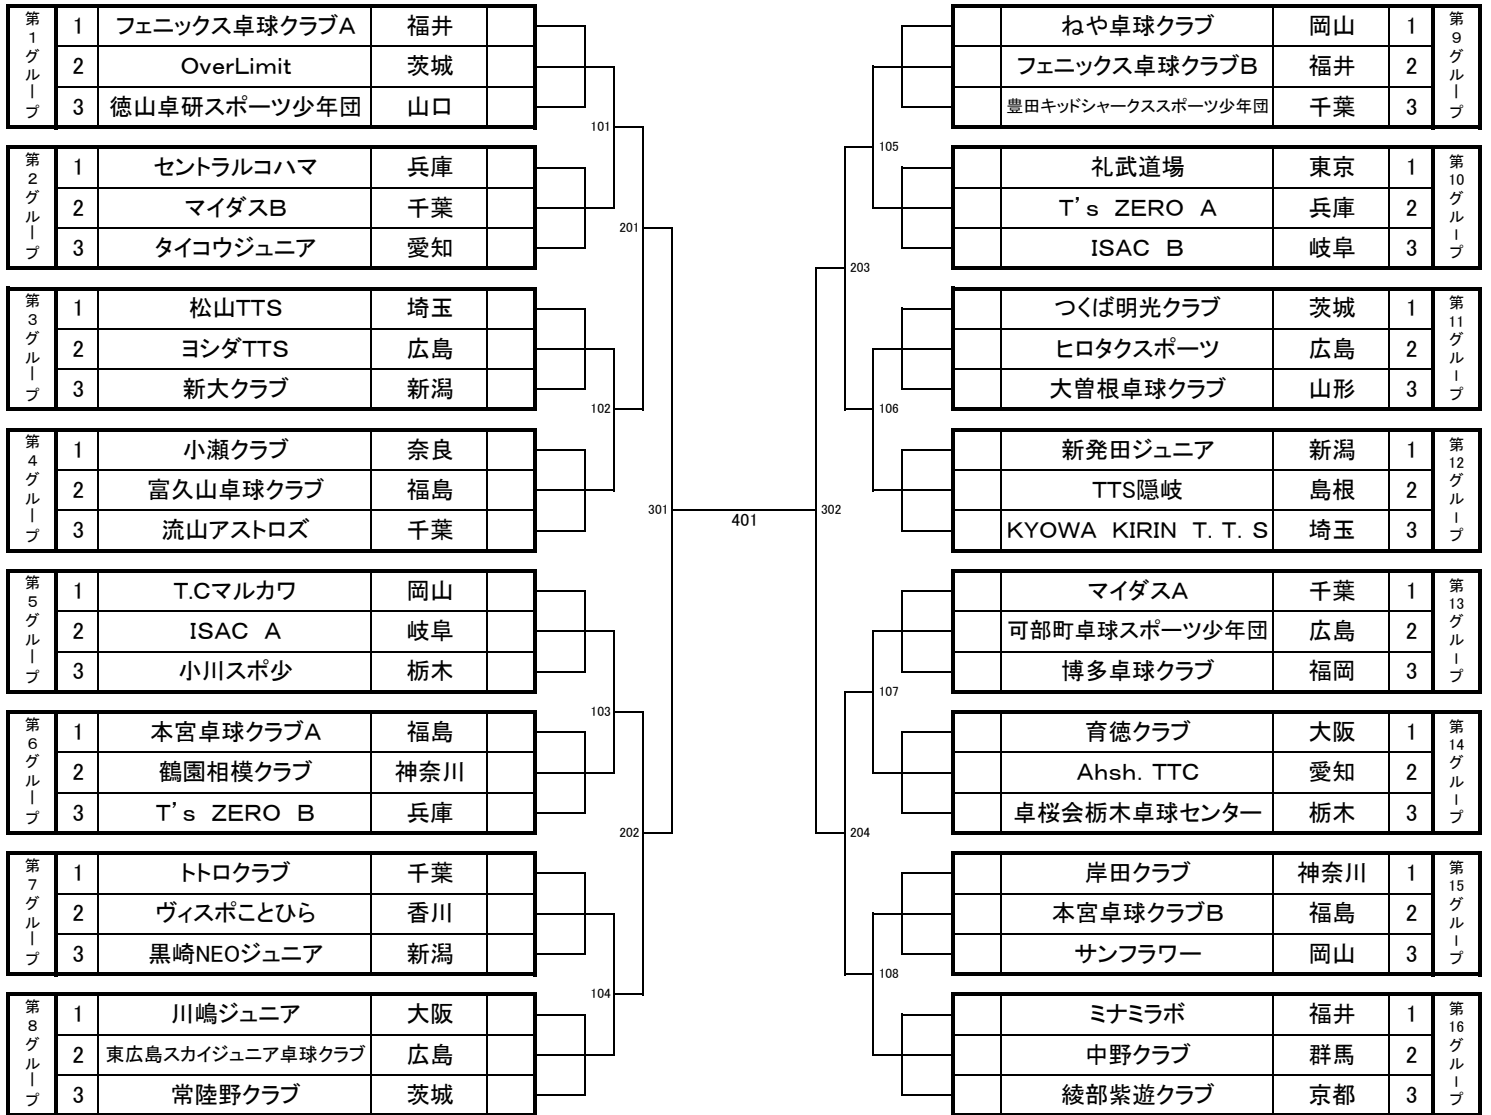 第1グループ
1 フェニックス卓球クラブA 福井
2 OverLimit 茨城
3 徳山卓研スポーツ少年団 山口
第2グループ
1 セントラルコハマ 兵庫
2 マイダスB 千葉
3 タイコウジュニア 愛知
第3グループ
1 松山TTS 埼玉
2 ヨシダTTS 広島
3 新大クラブ 新潟
第4グループ
1 小瀬クラブ 奈良
2 富久山卓球クラブ 福島
3 流山アストロズ 千葉
第5グループ
1 T.Cマルカワ 岡山
2 ISAC A 岐阜
3 小川スポ少 栃木
第6グループ
1 本宮卓球クラブA 福島
2 鶴園相模クラブ 神奈川
3 T's ZERO B 兵庫
第7グループ
1 トトロクラブ 千葉
2 ヴィスポことひら 香川
3 黒崎NEOジュニア 新潟
第8グループ
1 川嶋ジュニア 大阪
2 東広島スカイジュニア卓球クラブ 広島
3 常陸野クラブ 茨城
101
201
102
301
103
202
104
401
302
105
203
106
107
204
108
ねや卓球クラブ 岡山 1
フェニックス卓球クラブB 福井 2
豊田キッドシャークススポーツ少年団 千葉 3
第9グループ
礼武道場 東京 1
T's ZERO A 兵庫 2
ISAC B 岐阜 3
第10グループ
つくば明光クラブ 茨城 1
ヒロタクスポーツ 広島 2
大曽根卓球クラブ 山形 3
第11グループ
新発田ジュニア 新潟 1
TTS隠岐 島根 2
KYOWA KIRIN T.T.S 埼玉 3
第12グループ
マイダスA 千葉 1
可部町卓球スポーツ少年団 広島 2
博多卓球クラブ 福岡 3
第13グループ
育徳クラブ 大阪 1
Ahsh.TTC 愛知 2
卓桜会栃木卓球センター 栃木 3
第14グループ
岸田クラブ 神奈川 1
本宮卓球クラブB 福島 2
サンフラワー 岡山 3
第15グループ
ミナミラボ 福井 1
中野クラブ 群馬 2
綾部紫遊クラブ 京都 3
第16グループ